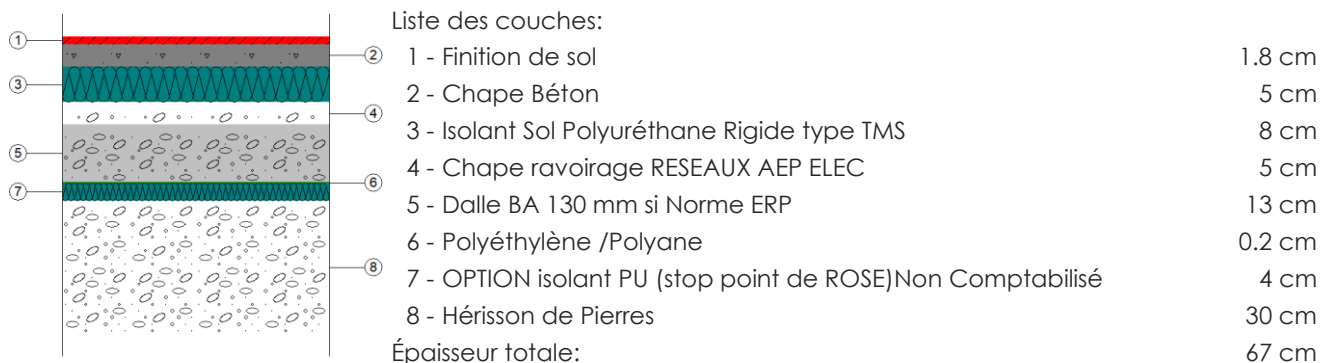 Liste des couches:
1
1 - Finition de sol 1.8 cm
2
2 - Chape Béton 5 cm
3
3 - Isolant Sol Polyuréthane Rigide type TMS 8 cm
4
4 - Chape ravoirage RESEAUX AEP ELEC 5 cm
5
5 - Dalle BA 130 mm si Norme ERP 13 cm
6
6 - Polyéthylène /Polyane 0.2 cm
7
7 - OPTION isolant PU (stop point de ROSE)Non Comptabilisé 4 cm
8
8 - Hérisson de Pierres 30 cm
Épaisseur totale: 67 cm